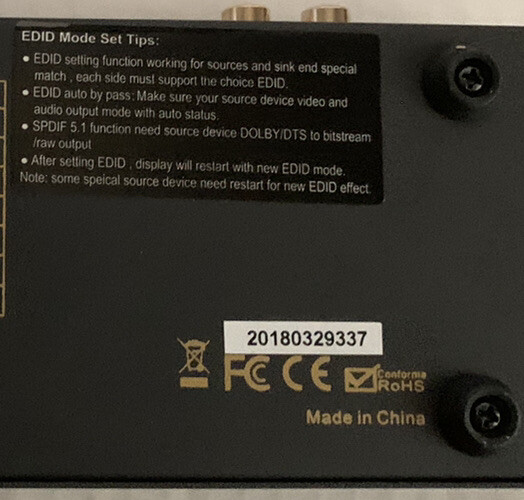 EDID Mode Set Tips:
● EDID setting function working for sources and sink end special
match , each side must support the choice EDID.
● EDID auto by pass: Make sure your source device video and
audio output mode with auto status.
● SPDIF 5.1 function need source device DOLBY/DTS to bitstream
/raw output
● After setting EDID , display will restart with new EDID mode.
Note: some speical source device need restart for new EDID effect.
20180329337
FC CE Conforma
RoHS
Made in China